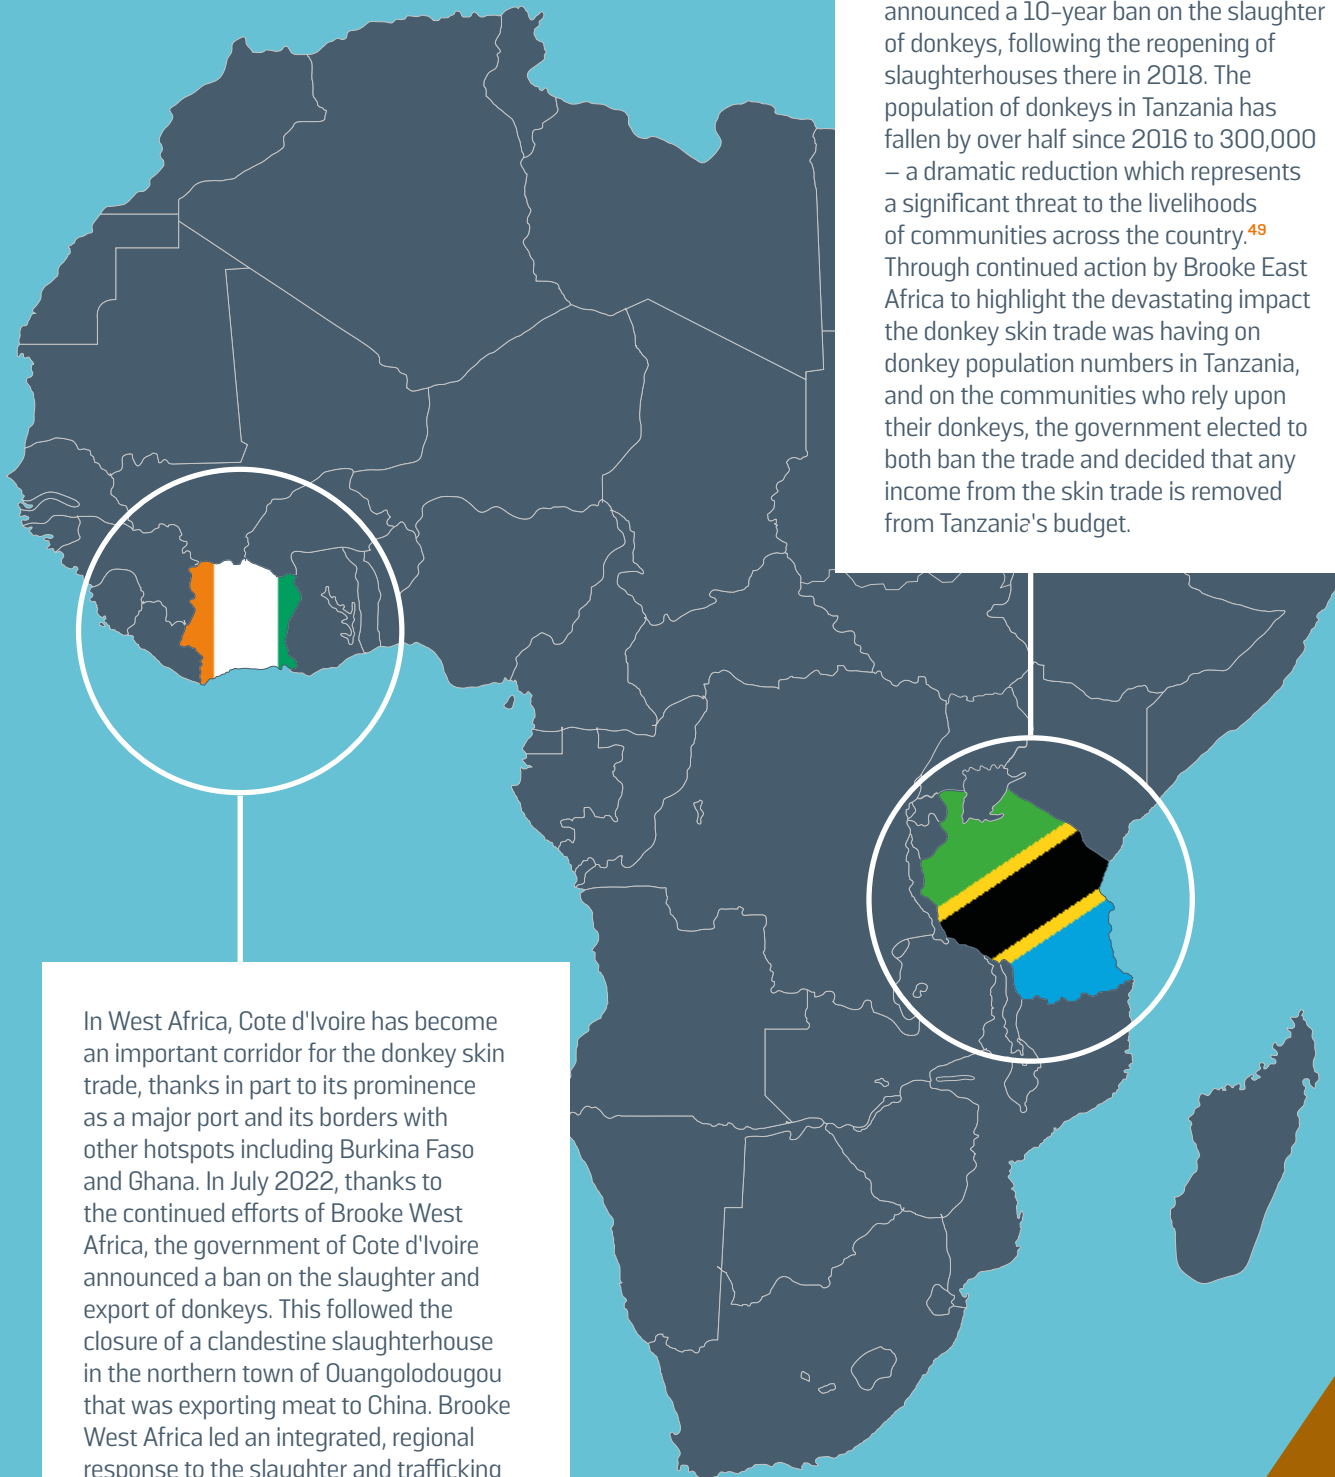 announced a 10-year ban on the slaughter
of donkeys, following the reopening of
slaughterhouses there in 2018. The
population of donkeys in Tanzania has
fallen by over half since 2016 to 300,000
– a dramatic reduction which represents
a significant threat to the livelihoods
of communities across the country.49
Through continued action by Brooke East
Africa to highlight the devastating impact
the donkey skin trade was having on
donkey population numbers in Tanzania,
and on the communities who rely upon
their donkeys, the government elected to
both ban the trade and decided that any
income from the skin trade is removed
from Tanzania's budget.
In West Africa, Cote d'Ivoire has become
an important corridor for the donkey skin
trade, thanks in part to its prominence
as a major port and its borders with
other hotspots including Burkina Faso
and Ghana. In July 2022, thanks to
the continued efforts of Brooke West
Africa, the government of Cote d'Ivoire
announced a ban on the slaughter and
export of donkeys. This followed the
closure of a clandestine slaughterhouse
in the northern town of Ouangolodougou
that was exporting meat to China. Brooke
West Africa led an integrated, regional
response to the slaughter and trafficking